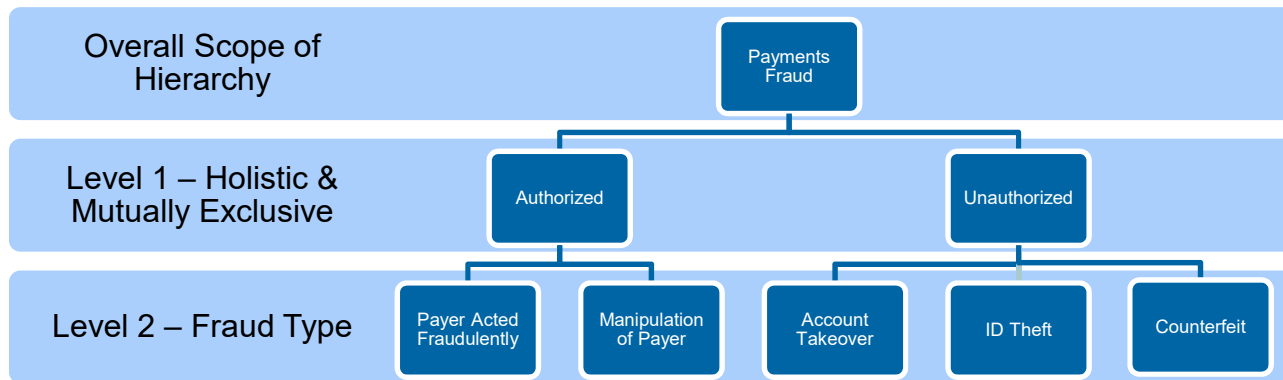 Overall Scope of
Hierarchy
Payments
Fraud
Level 1 – Holistic &
Mutually Exclusive
Authorized
Unauthorized
Level 2 – Fraud Type
Payer Acted
Fraudulently
Manipulation
of Payer
Account
Takeover
ID Theft
Counterfeit